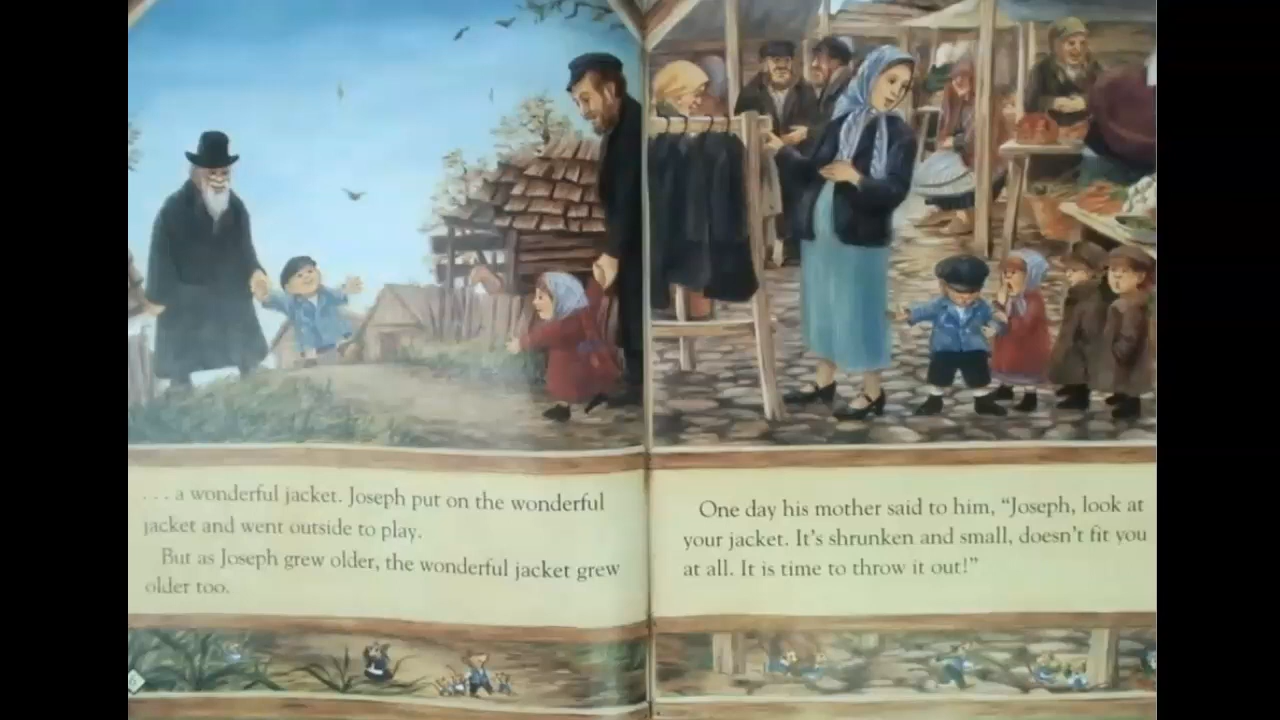 . . . a wonderful jacket. Joseph put on the wonderful
jacket and went outside to play.
But as Joseph grew older, the wonderful jacket grew
older too.
One day his mother said to him, “Joseph, look at
your jacket. It’s shrunken and small, doesn’t fit you
at all. It is time to throw it out!”
6